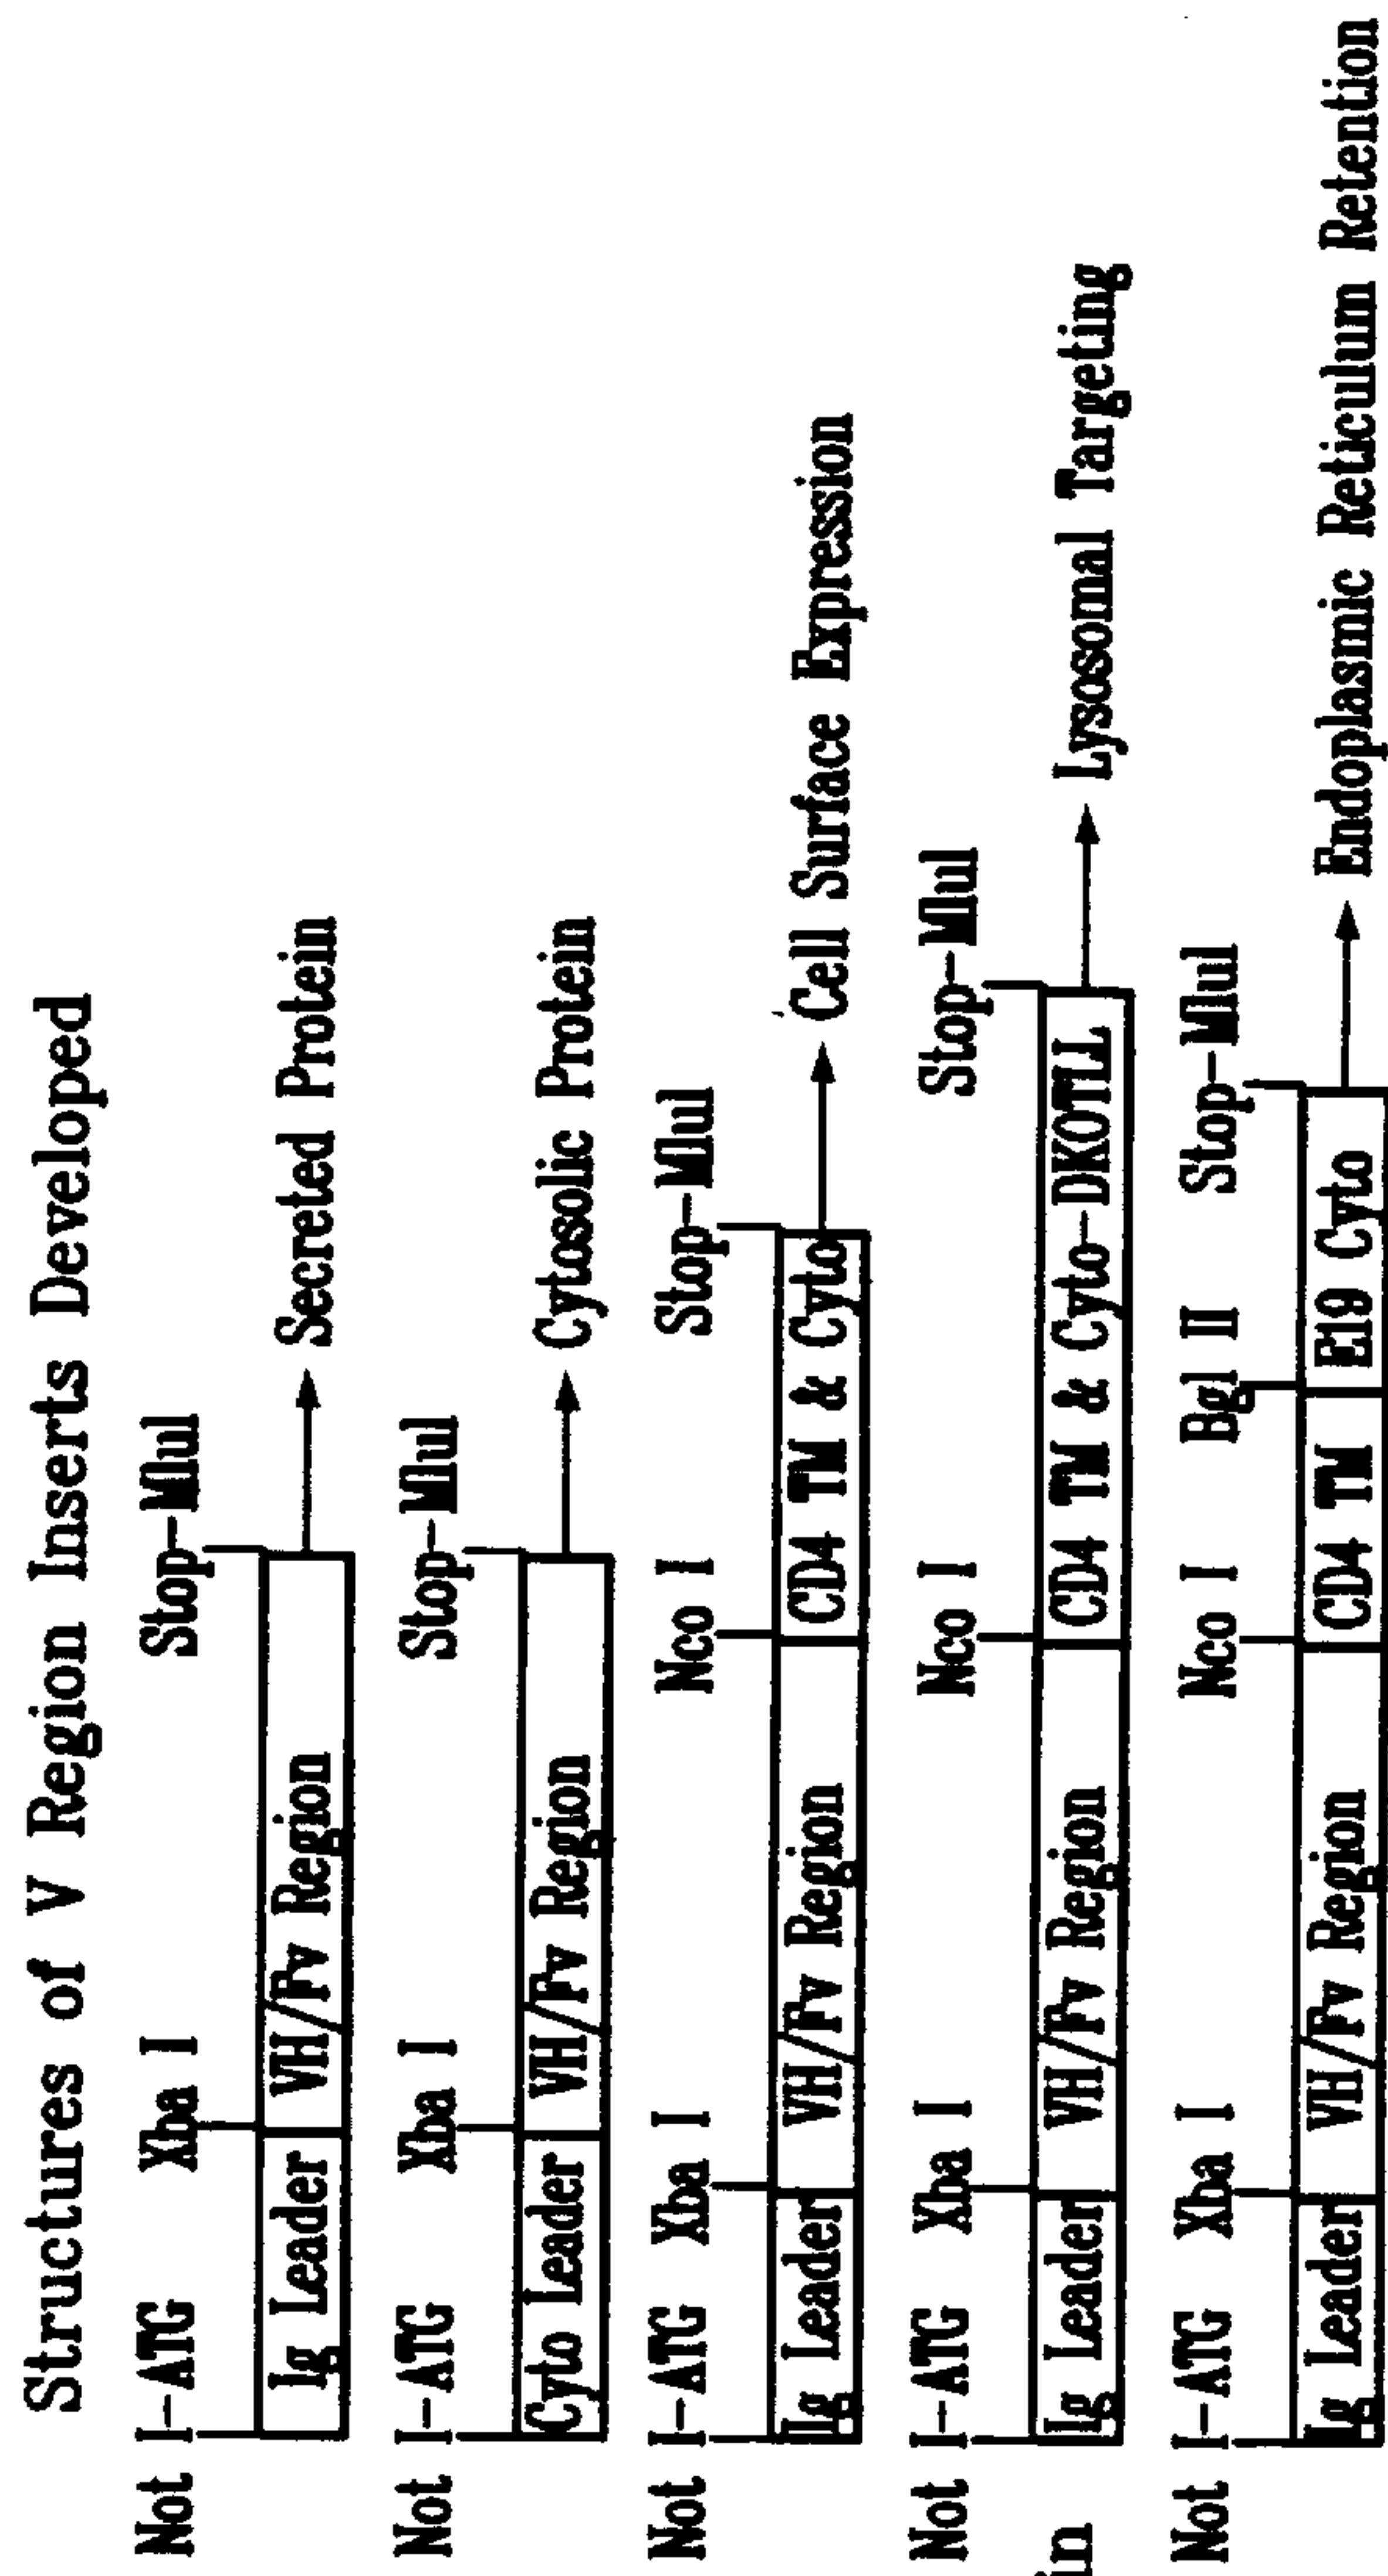 Structures of V Region Inserts Developed
Not I-ATG Xba I Stop-MluI
Ig Leader VH/Fv Region Secreted Protein
Not I-ATG Xba I Stop-MluI
Cyto Leader VH/Fv Region Cytosolic Protein
Not I-ATG Xba I Nco I Stop-MluI
Ig Leader VH/Fv Region CD4 TM & Cyto Cell Surface Expression
Not I-ATG Xba I Nco I Stop-MluI
Ig Leader VH/Fv Region CD4 TM & Cyto-DKOTLL Lysosomal Targeting
Not I-ATG Xba I Nco I Bgl II Stop-MluI
Ig Leader VH/Fv Region CD4 TM E19 Cyto Endoplasmic Reticulum Retention